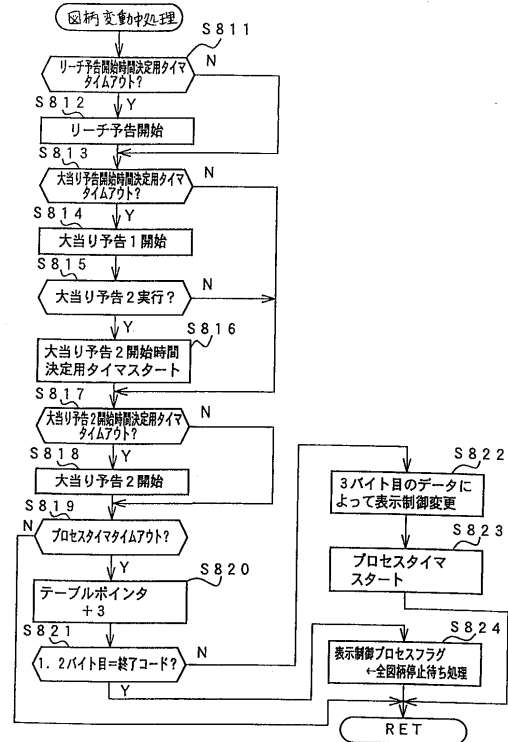 図柄変動中処理
S811
リーチ予告開始時間決定用タイマ
タイムアウト?
N
S812
Y
リーチ予告開始
S813
大当り予告開始時間決定用タイマ
タイムアウト?
N
S814
Y
大当り予告1開始
S815
大当り予告2実行?
N
Y
S816
大当り予告2開始時間
決定用タイマスタート
S817
大当り予告2開始時間決定用タイマ
タイムアウト?
N
S818
Y
大当り予告2開始
S819
N
プロセスタイマタイムアウト?
Y
S820
テーブルポインタ
+3
S821
1.2バイト目=終了コード?
N
Y
S822
3バイト目のデータに
よって表示制御変更
S823
プロセスタイマ
スタート
S824
表示制御プロセスフラグ
←全図柄停止待ち処理
RET